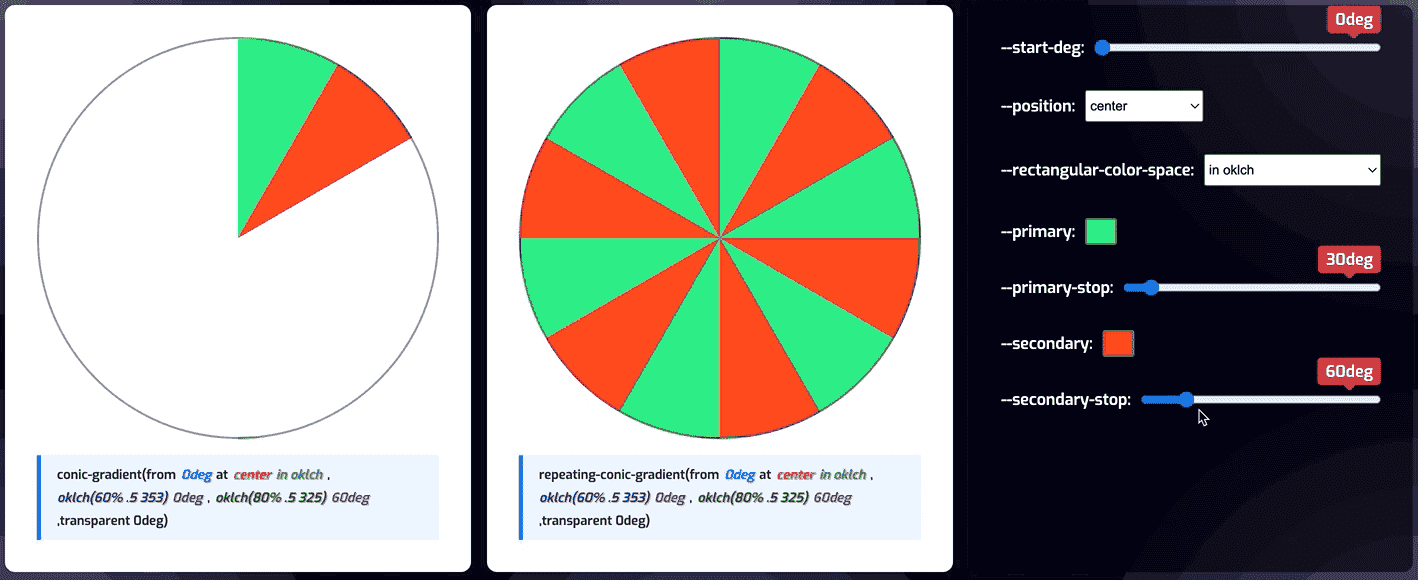 conic-gradient(from 0deg at center in oklch ,
oklch(60% .5 353) 0deg , oklch(80% .5 325) 60deg
,transparent 0deg)
repeating-conic-gradient(from 0deg at center in oklch ,
oklch(60% .5 353) 0deg , oklch(80% .5 325) 60deg
,transparent 0deg)
0deg
--start-deg:
--position: center
--rectangular-color-space: in oklch
--primary:
30deg
--primary-stop:
--secondary:
60deg
--secondary-stop: